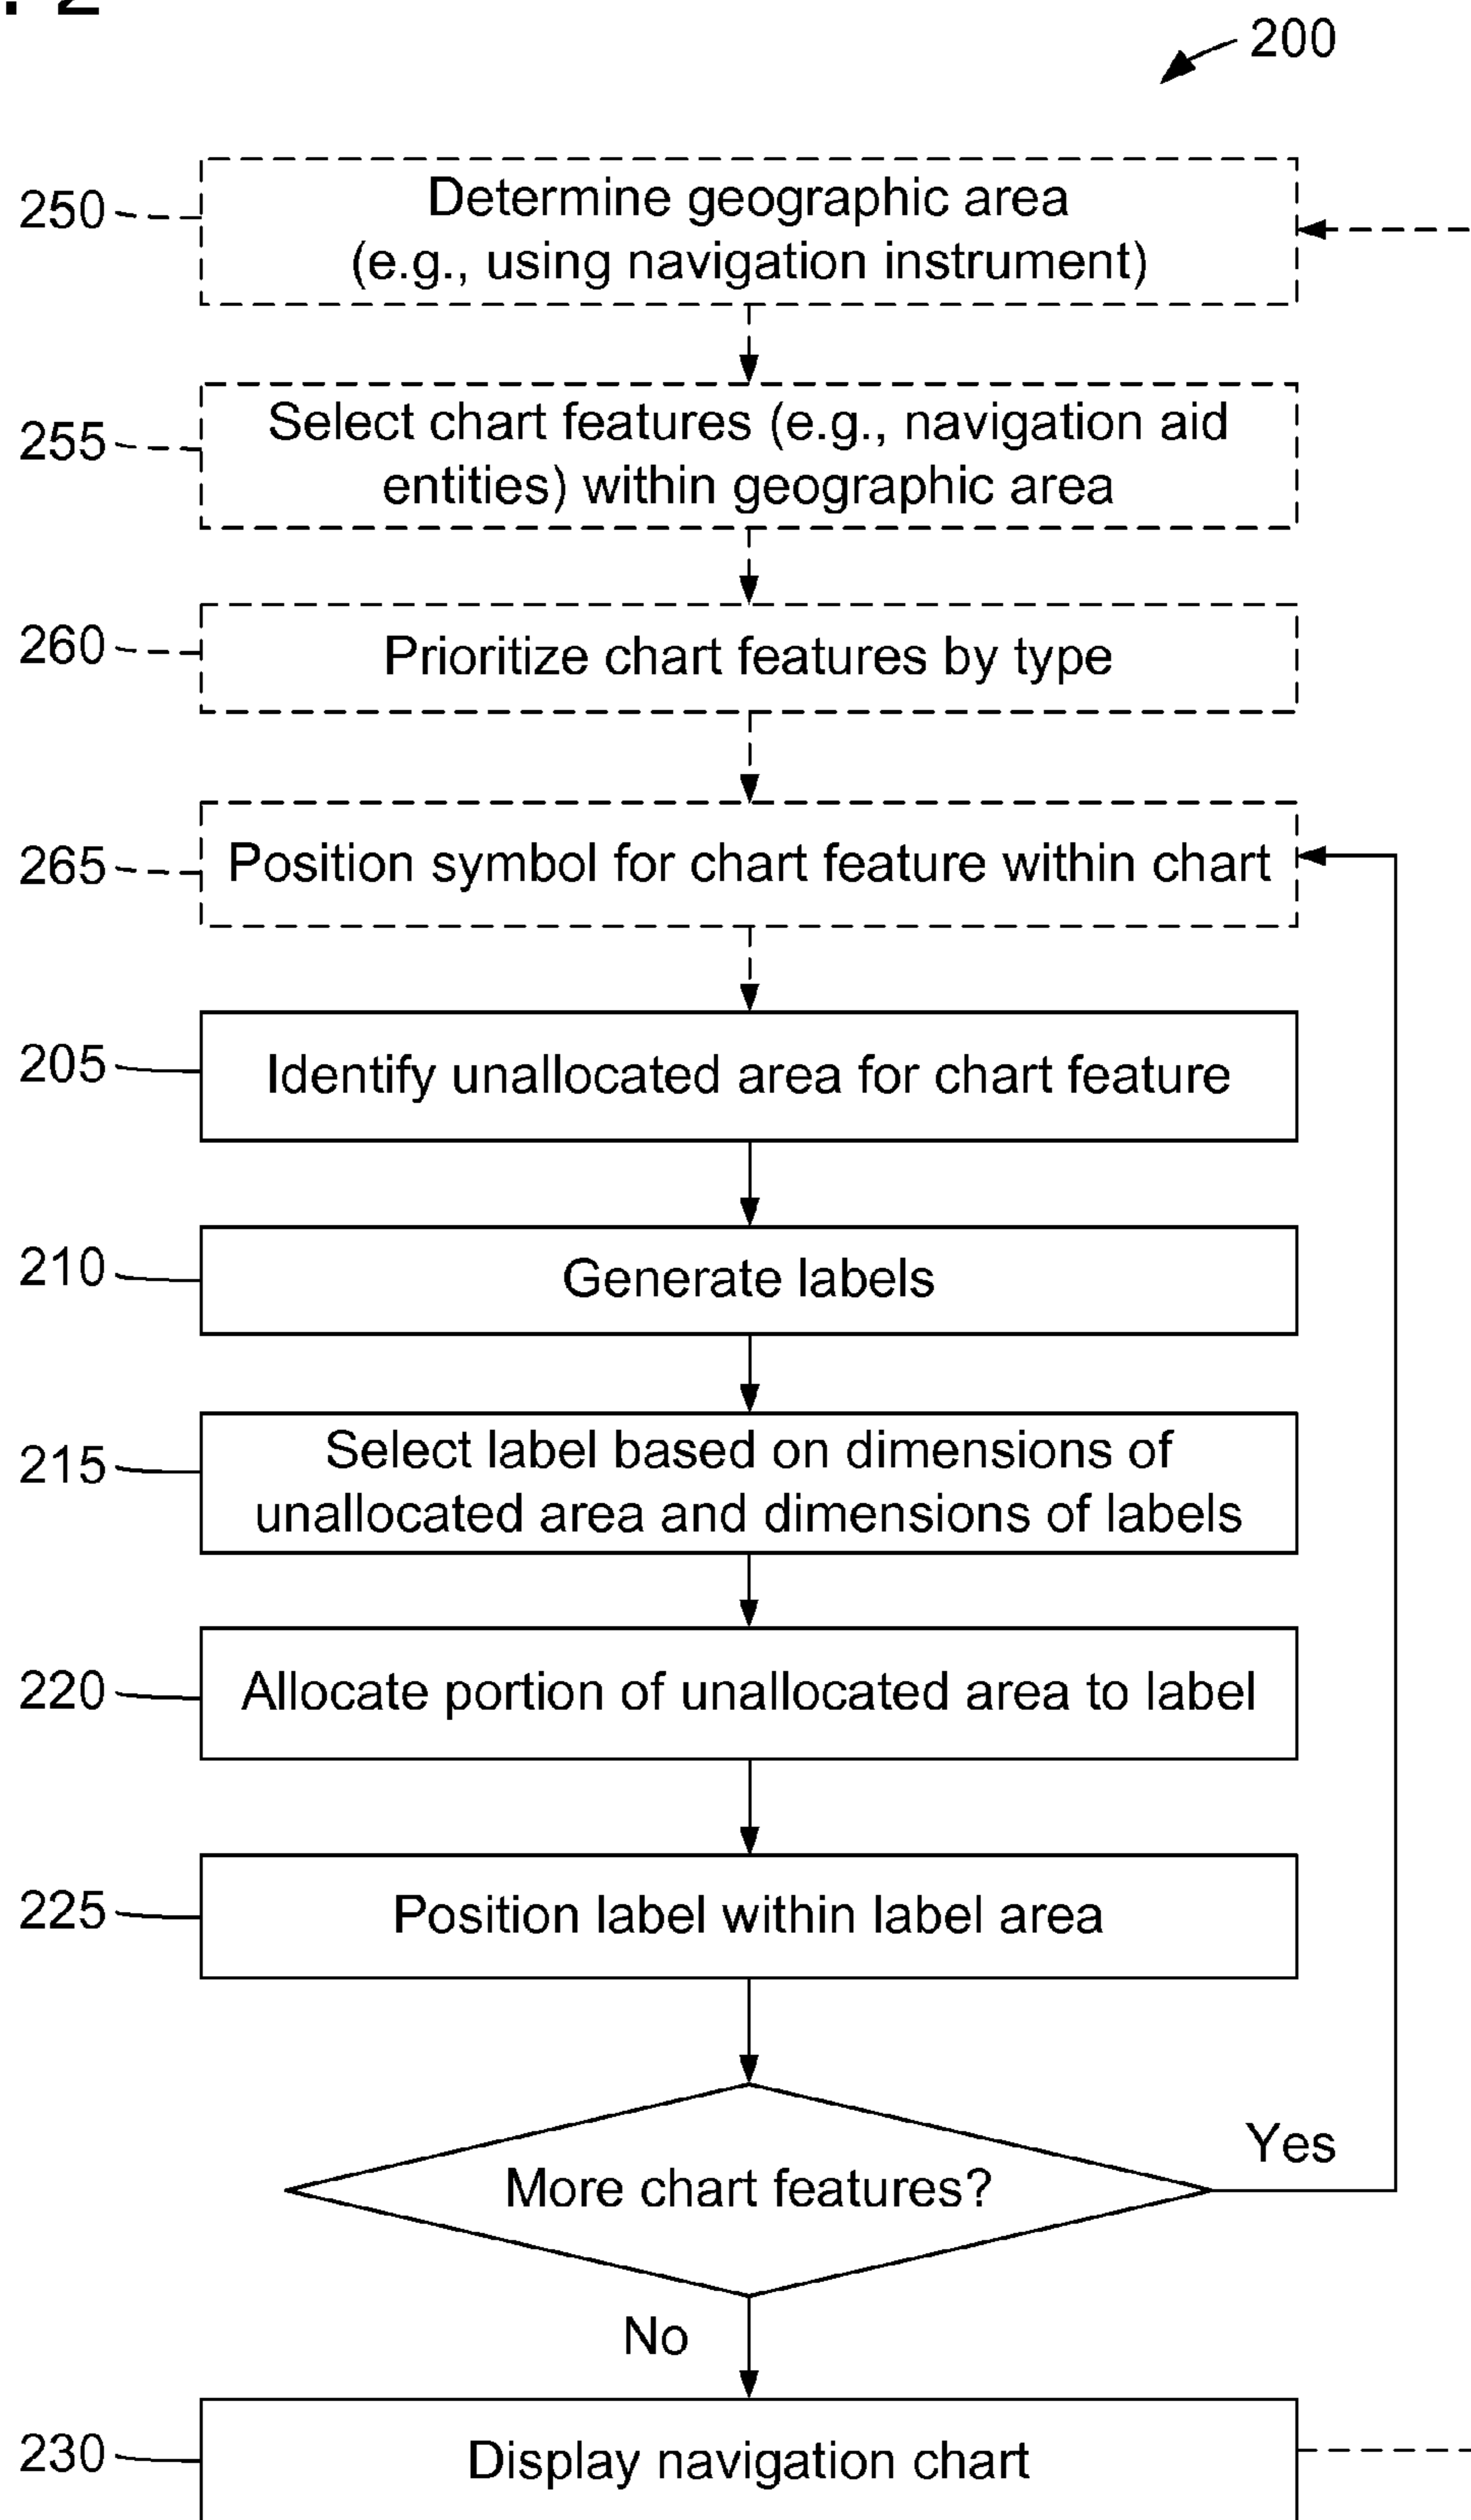 200
250
Determine geographic area
(e.g., using navigation instrument)
255
Select chart features (e.g., navigation aid
entities) within geographic area
260
Prioritize chart features by type
265
Position symbol for chart feature within chart
205
Identify unallocated area for chart feature
210
Generate labels
215
Select label based on dimensions of
unallocated area and dimensions of labels
220
Allocate portion of unallocated area to label
225
Position label within label area
More chart features?
Yes
No
230
Display navigation chart